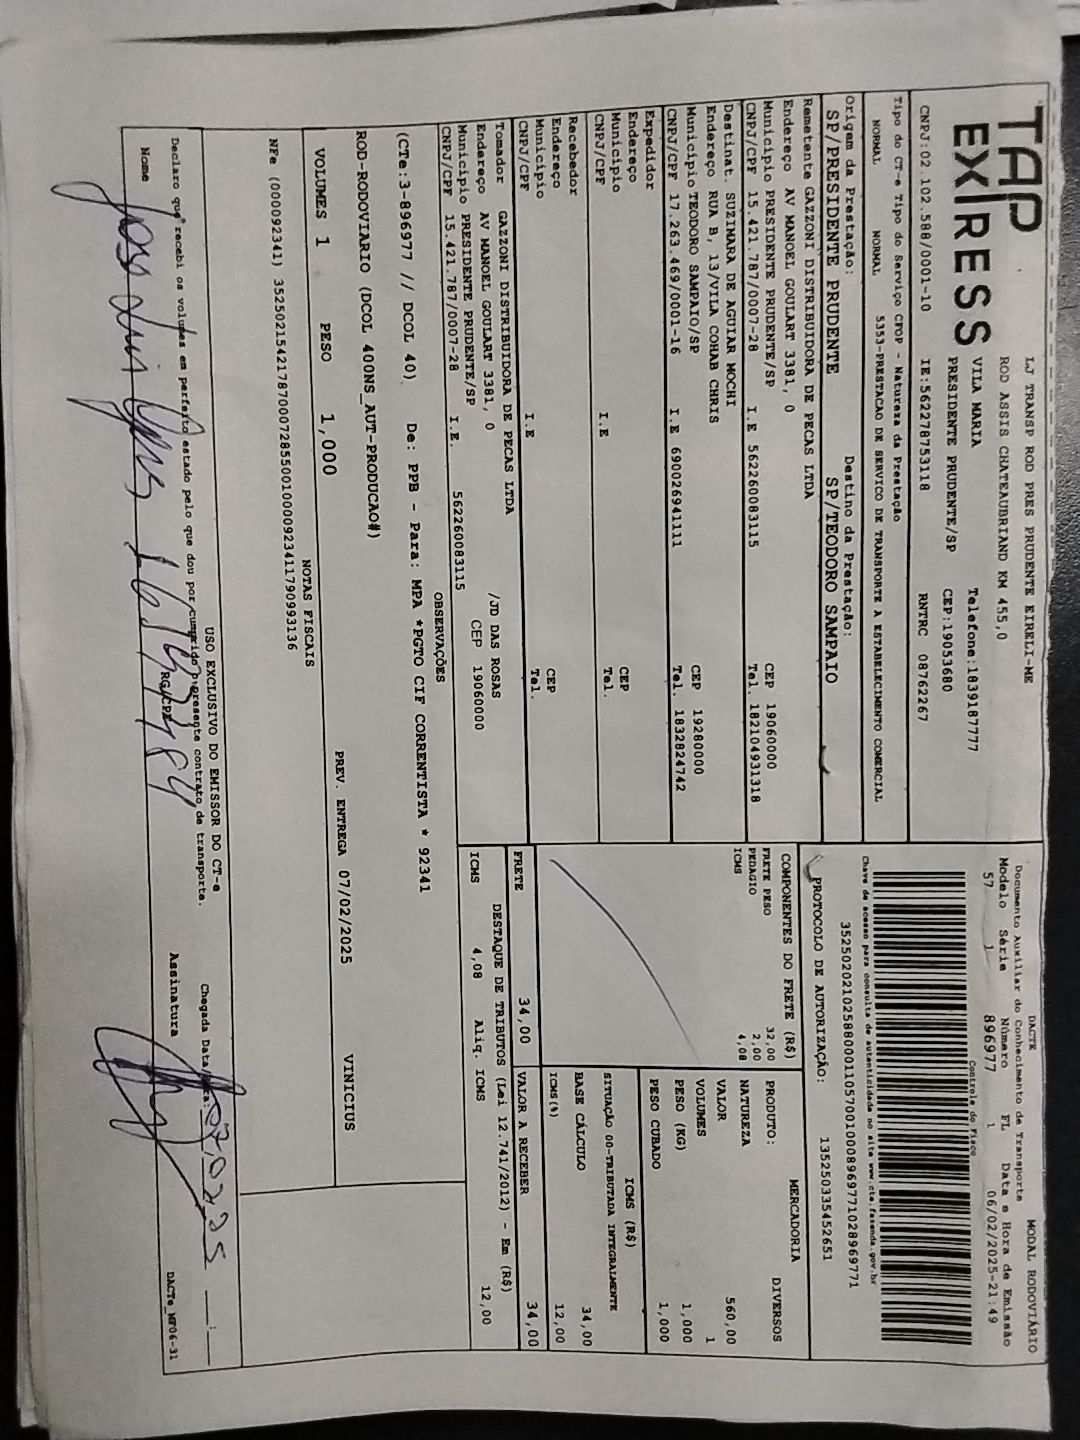 TAP
EXPRESS
LJ TRANSP ROD PRES PRUDENTE EIRELI-ME
ROD ASSIS CHATEAUBRIAND KM 455,0
VILA MARIA Telefone:1839187777
PRESIDENTE PRUDENTE/SP CEP:19053680
CNPJ:02.102.588/0001-10 IE:562278753118 RNTRC 08762267
Tipo do CT-e Tipo do Serviço CFOP - Natureza da Prestação
NORMAL NORMAL 5353-PRESTACAO DE SERVICO DE TRANSPORTE A ESTABELECIMENTO COMERCIAL
Origem da Prestação: Destino da Prestação:
SP/PRESIDENTE PRUDENTE SP/TEODORO SAMPAIO
Remetente GAZZONI DISTRIBUIDORA DE PECAS LTDA
Endereço AV MANOEL GOULART 3381, 0
Município PRESIDENTE PRUDENTE/SP CEP 19060000
CNPJ/CPF 15.421.787/0007-28 I.E 562260083115 Tel. 182104931318
Destinat. SUZIMARA DE AGUIAR MOCHI
Endereço RUA B, 13/VILA COHAB CHRIS
Município TEODORO SAMPAIO/SP CEP 19280000
CNPJ/CPF 17.263.469/0001-16 I.E 690026941111 Tel. 1832824742
Expedidor
Endereço
Município CEP
CNPJ/CPF I.E Tel.
Recebedor
Endereço
Município CEP
CNPJ/CPF I.E Tel.
Tomador GAZZONI DISTRIBUIDORA DE PECAS LTDA
Endereço AV MANOEL GOULART 3381, 0 /JD DAS ROSAS
Município PRESIDENTE PRUDENTE/SP CEP 19060000
CNPJ/CPF 15.421.787/0007-28 I.E. 562260083115
DACTE MODAL RODOVIÁRIO
Documento Auxiliar do Conhecimento de Transporte
Modelo Série Número FL Data e Hora de Emissão
57 1 896977 1 06/02/2025-21:49
Controle do Fisco
Chave de acesso para consulta de autenticidade no site www.cte.fazenda.gov.br
35250202102588000110570010008969771028969771
PROTOCOLO DE AUTORIZAÇÃO: 135250335452651
COMPONENTES DO FRETE (R$)
FRETE PESO 32,00
PEDAGIO 2,00
ICMS 4,08
MERCADORIA
PRODUTO: DIVERSOS
NATUREZA
VALOR 560,00
VOLUMES 1
PESO (KG) 1,000
PESO CUBADO 1,000
ICMS (R$)
SITUAÇÃO 00-TRIBUTADA INTEGRALMENTE
BASE CÁLCULO 34,00
ICMS(%) 12,00
FRETE 34,00 VALOR A RECEBER 34,00
DESTAQUE DE TRIBUTOS (Lei 12.741/2012) - Em (R$)
ICMS 4,08 Aliq. ICMS 12,00
OBSERVAÇÕES
(CTe:3-896977 // DCOL 40) De: PPB - Para: MPA *PGTO CIF CORRENTISTA * 92341
ROD-RODOVIARIO (DCOL 400NS_AUT-PRODUCAO#)
VOLUMES 1 PESO 1,000 PREV. ENTREGA 07/02/2025 VINICIUS
NOTAS FISCAIS
NFe (000092341) 35250215421787000728550010000923411790993136
USO EXCLUSIVO DO EMISSOR DO CT-e
Declaro que recebi os volumes em perfeito estado pelo que dou por cumprido o presente contrato de transporte.
Chegada Data/Hora: 07/02/25 __:__
Nome RG/CPF Assinatura
DACTe_MF06-31